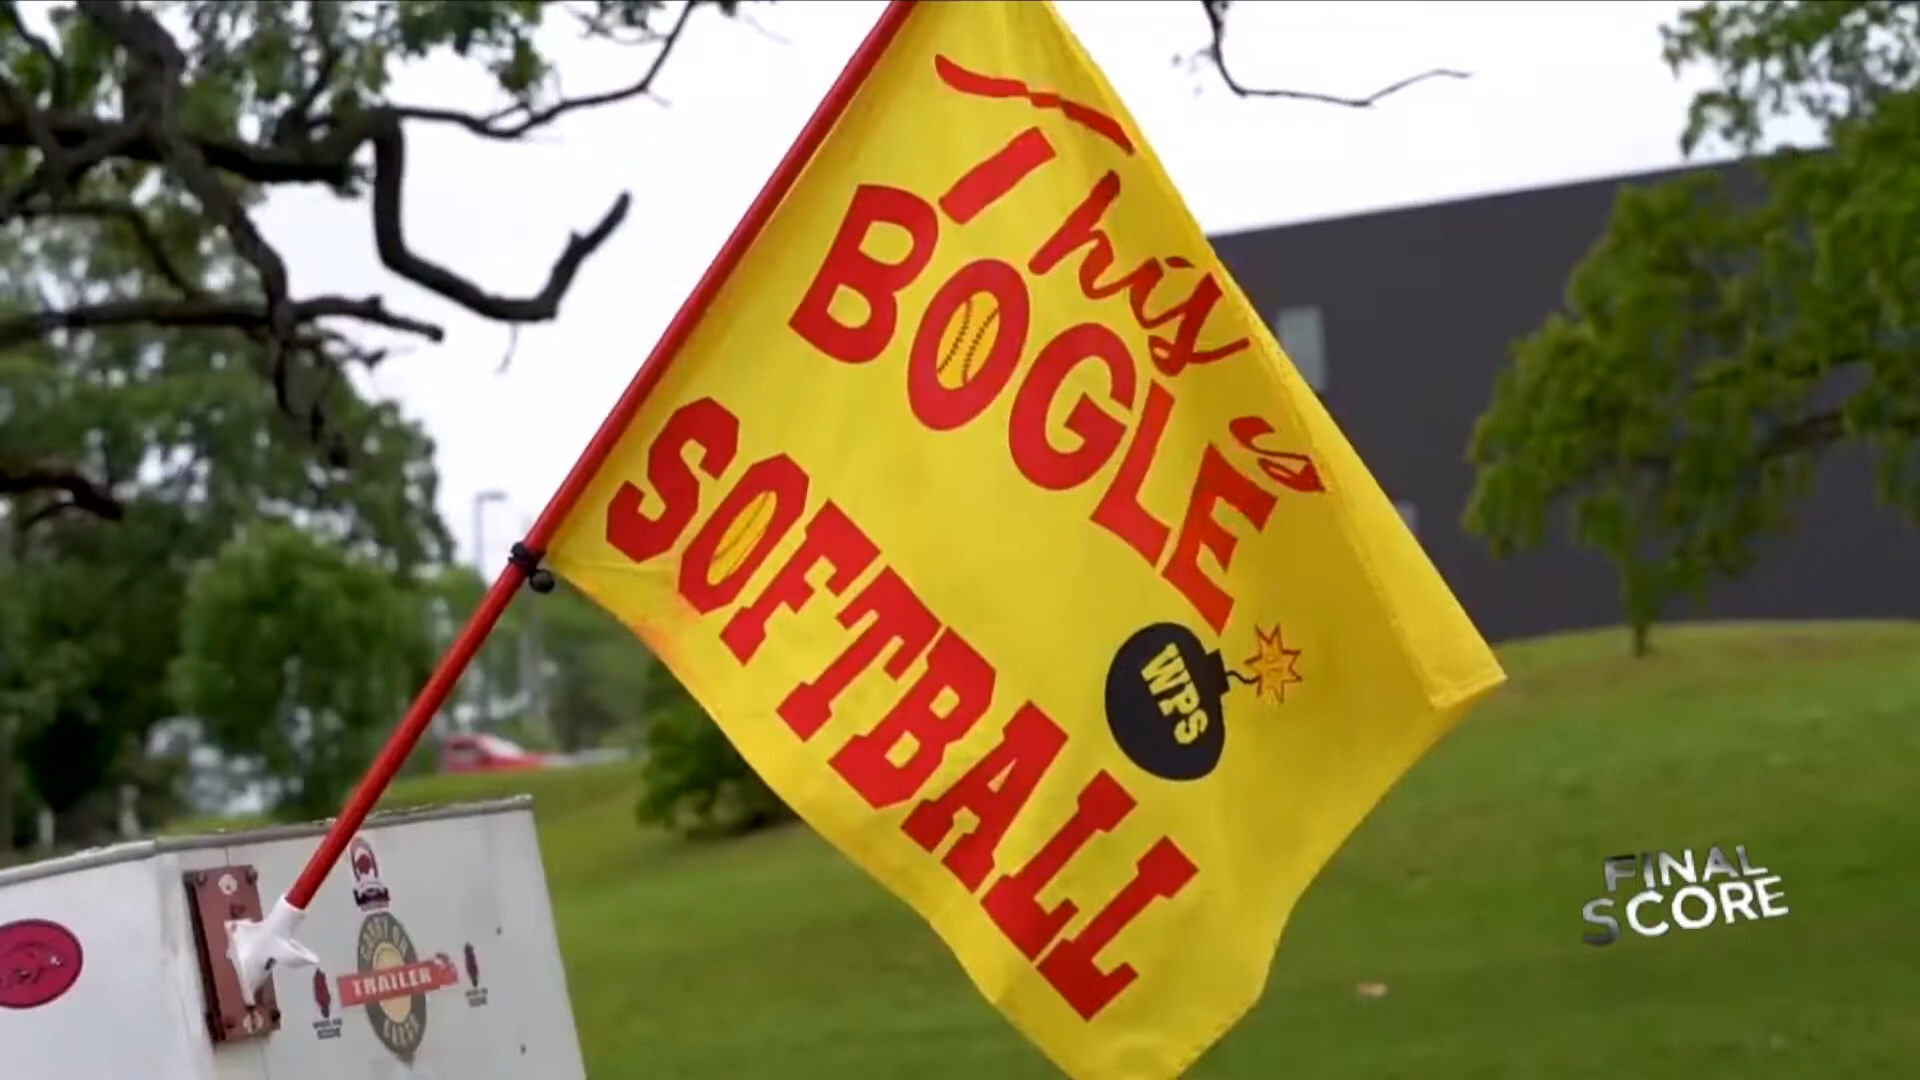 This is
BOGLE
SOFTBALL
WPS
TRAILER
FINAL
SCORE